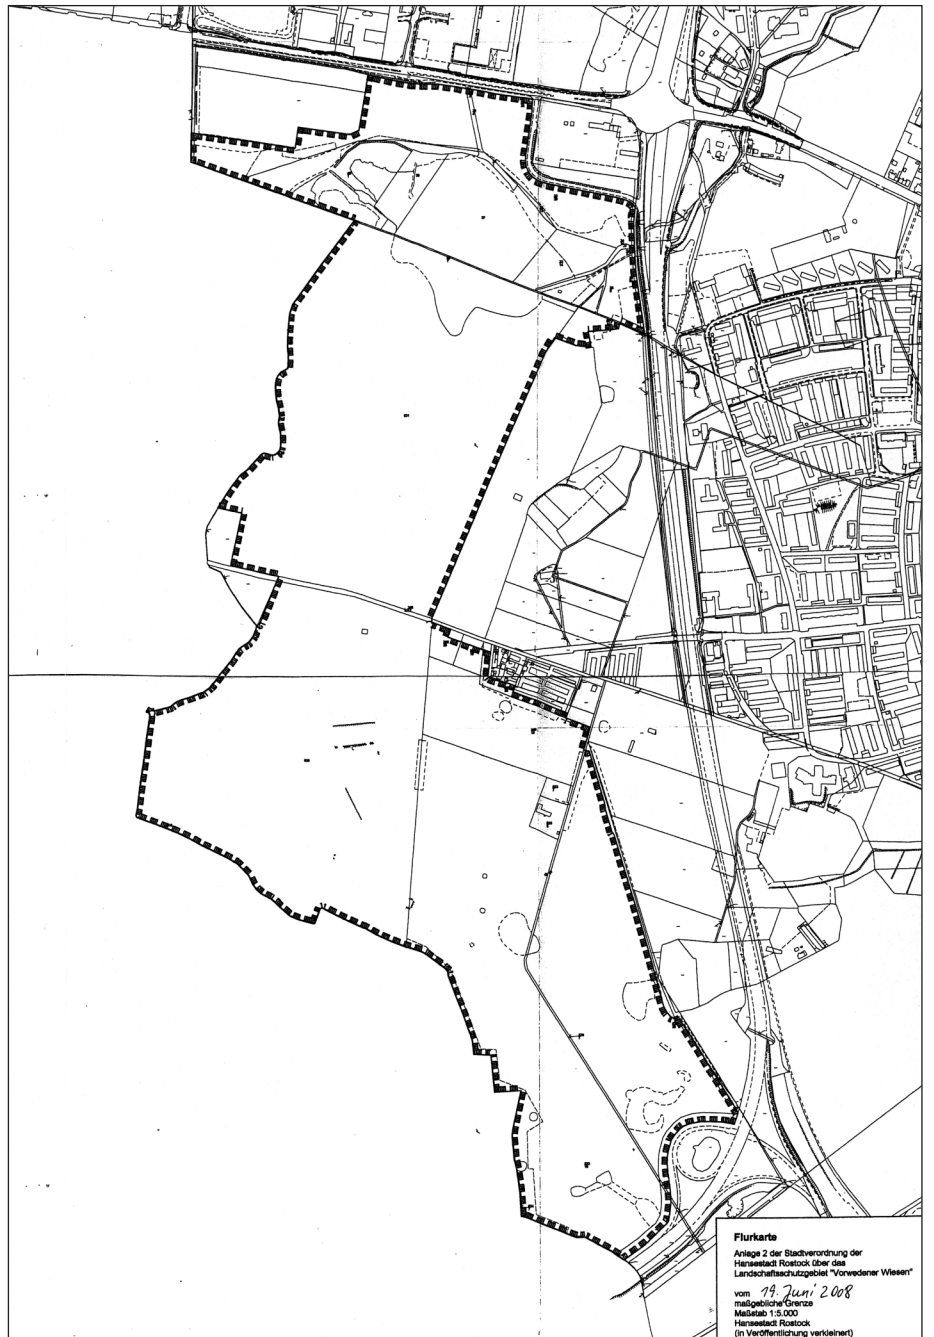 Flurkarte
Anlage 2 der Stadtverordnung der
Hansestadt Rostock über das
Landschaftsschutzgebiet "Vorwedener Wiesen"
vom 19. Juni 2008
maßgebliche Grenze
Maßstab 1:5.000
Hansestadt Rostock
(in Veröffentlichung verkleinert)